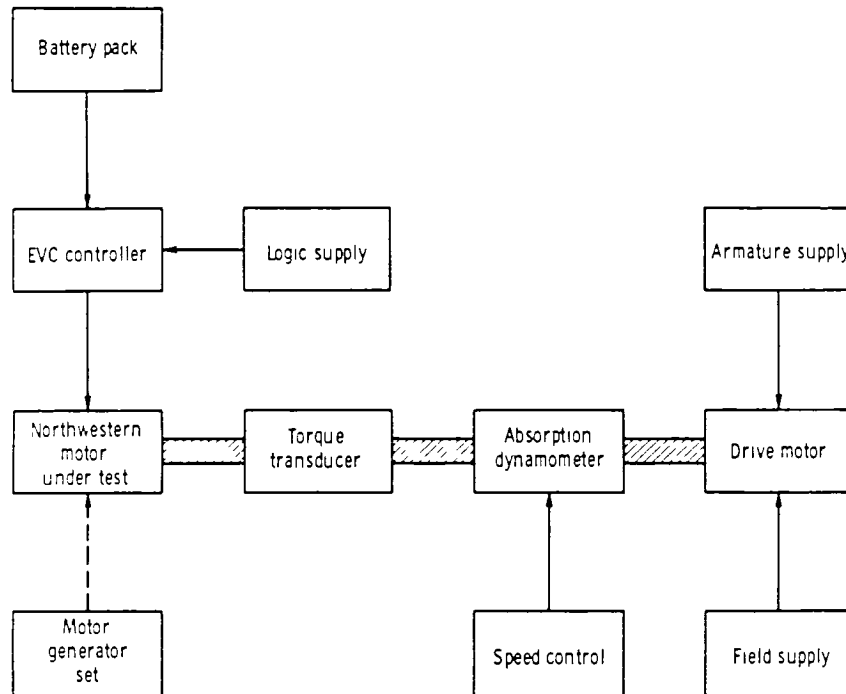 Battery pack
EVC controller
Logic supply
Armature supply
Northwestern
motor
under test
Torque
transducer
Absorption
dynamometer
Drive motor
Motor
generator
set
Speed control
Field supply